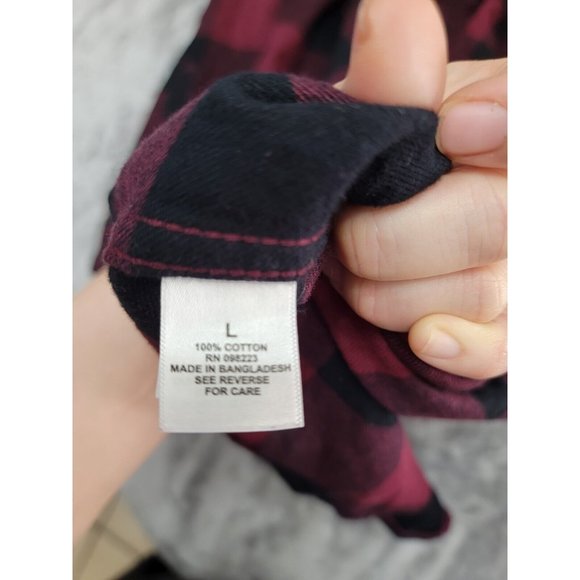 L
100% COTTON
RN 098223
MADE IN BANGLADESH
SEE REVERSE
FOR CARE